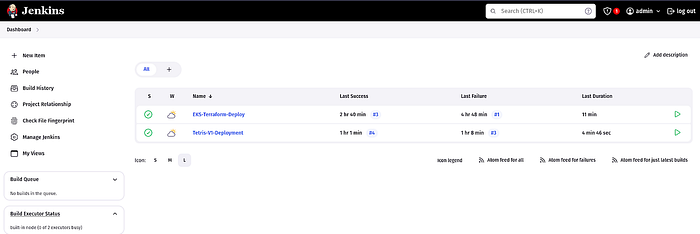 Jenkins
Search (CTRL+K)
1
admin
log out
Dashboard
New Item
People
Build History
Project Relationship
Check File Fingerprint
Manage Jenkins
My Views
Build Queue
No builds in the queue.
Build Executor Status
Built-in node (0 of 2 executors busy)
Add description
All
+
S W Name ↓ Last Success Last Failure Last Duration
EKS-Terraform-Deploy 2 hr 40 min #3 4 hr 48 min #1 11 min
Tetris-V1-Deployment 1 hr 1 min #4 1 hr 8 min #3 4 min 46 sec
Icon: S M L
Icon legend
Atom feed for all
Atom feed for failures
Atom feed for just latest builds